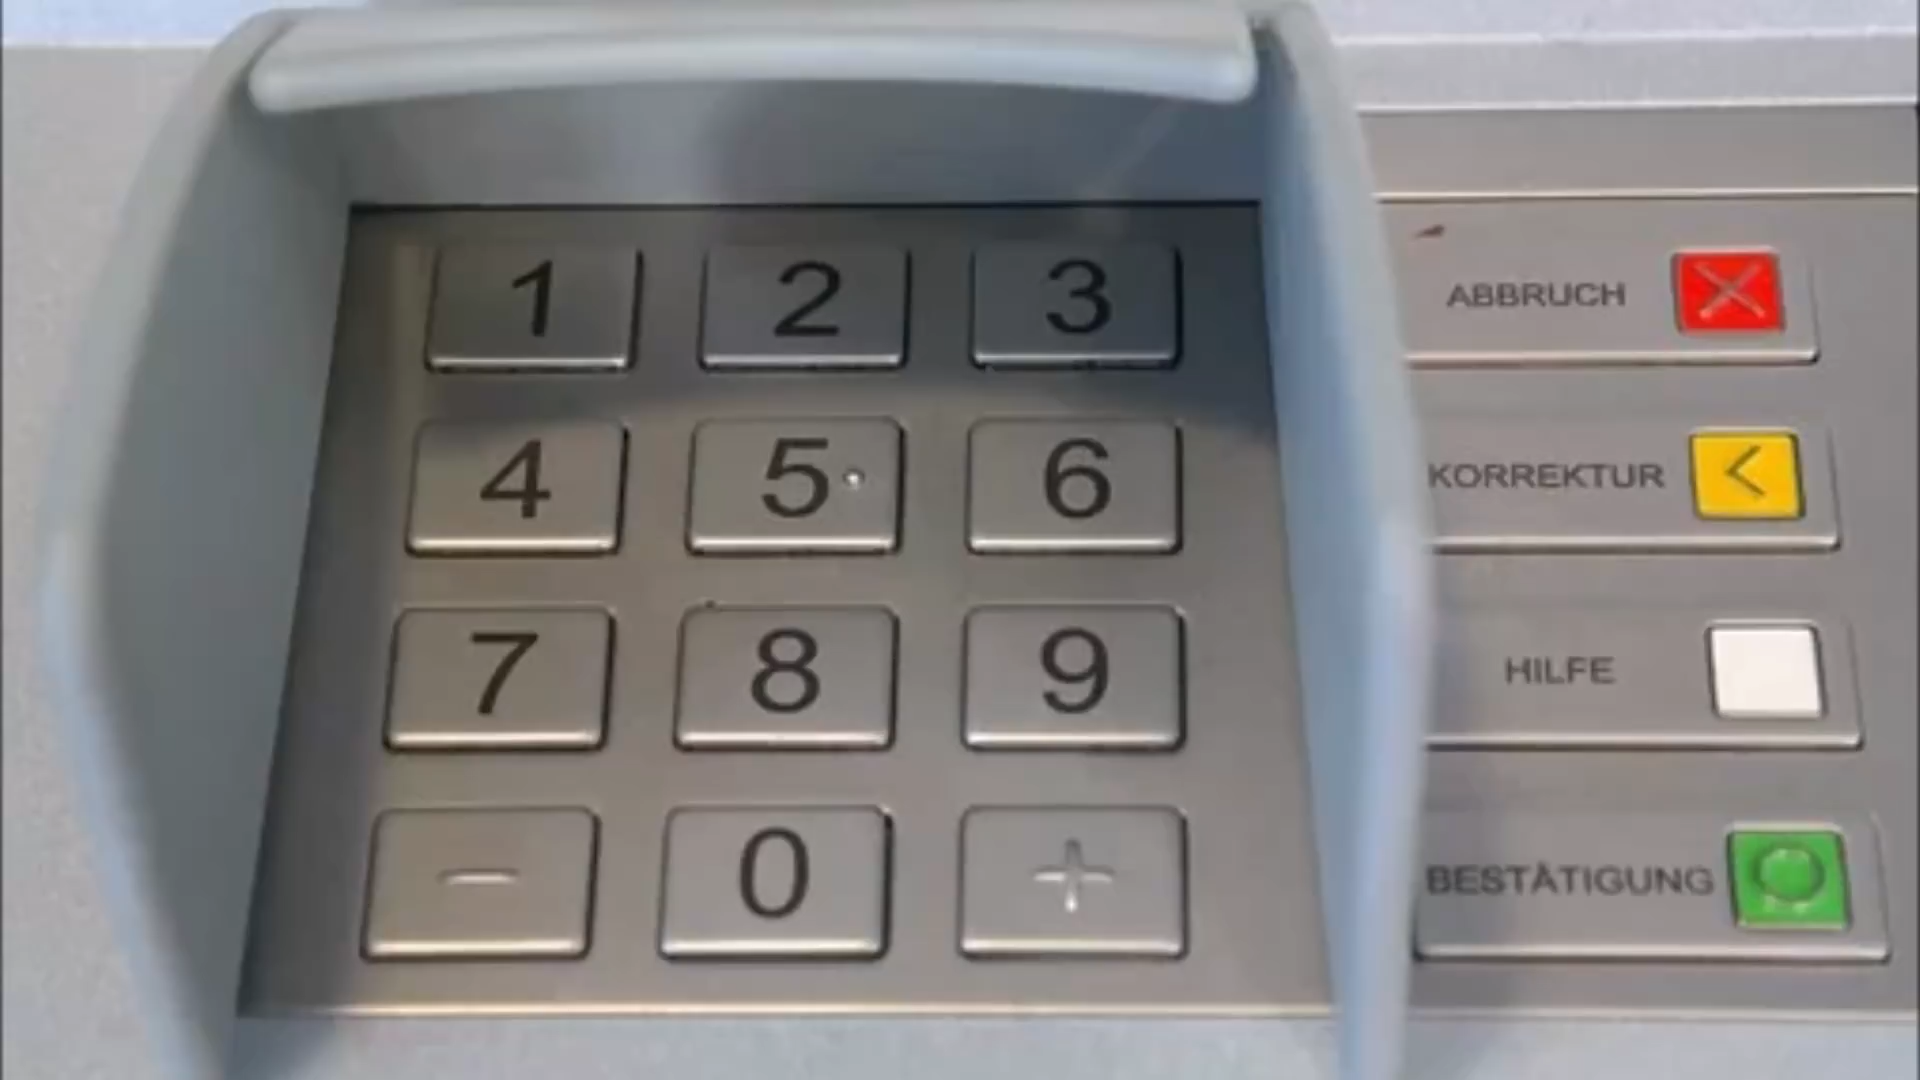 1 2 3 ABBRUCH
4 5 6 KORREKTUR
7 8 9 HILFE
- 0 + BESTÄTIGUNG